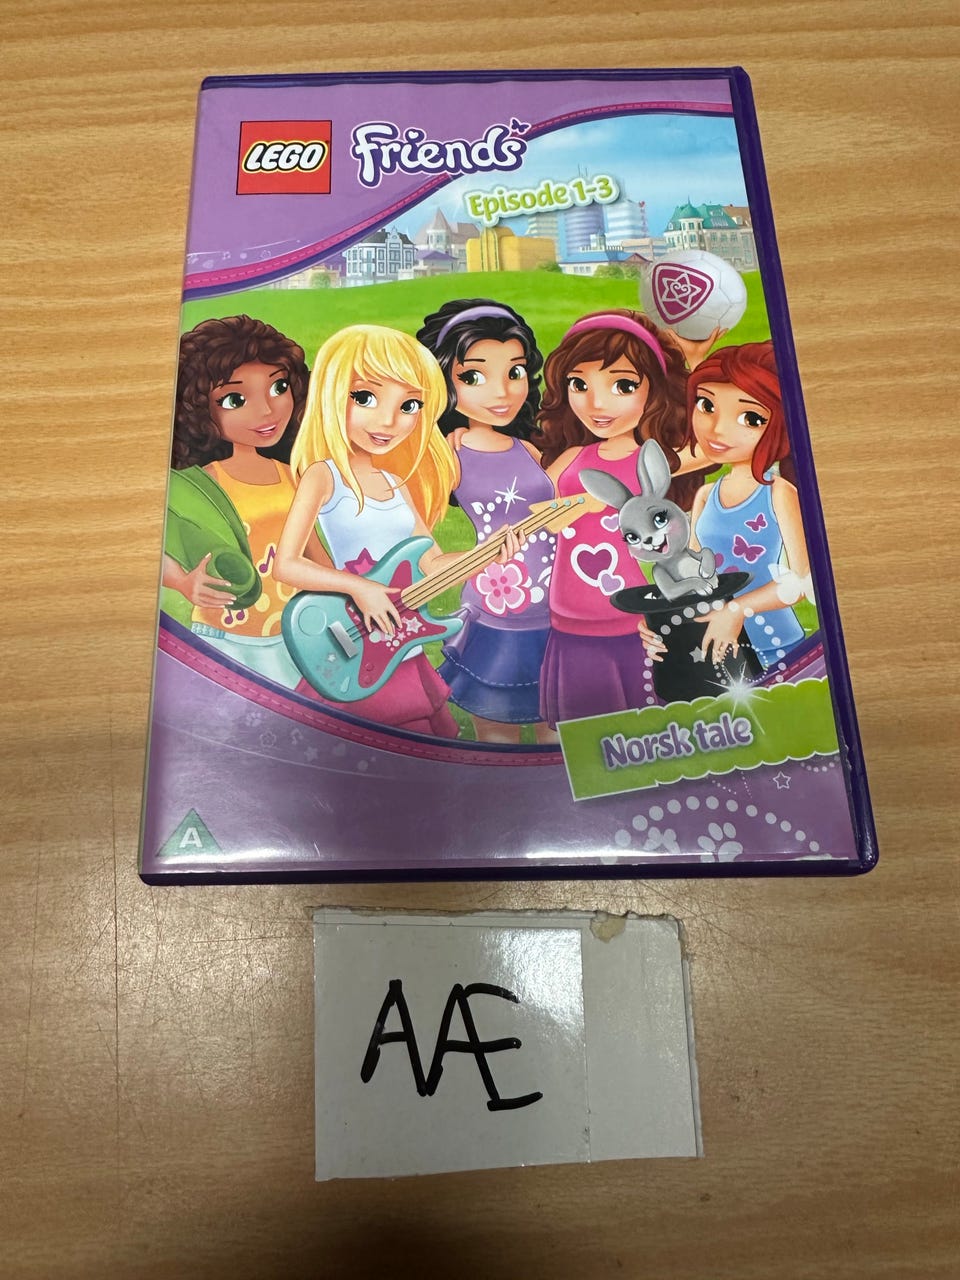 LEGO Friends
Episode 1-3
Norsk tale
A
AÆ